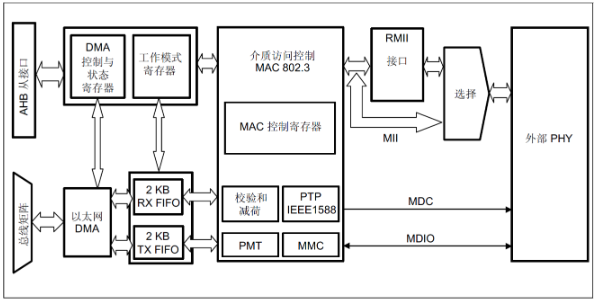 AHB 从接口
DMA
控制与
状态
寄存器
工作模式
寄存器
介质访问控制
MAC 802.3
MAC 控制寄存器
RMII
接口
选择
MII
外部 PHY
总线矩阵
以太网
DMA
2 KB
RX FIFO
2 KB
TX FIFO
校验和
减荷
PTP
IEEE1588
PMT
MMC
MDC
MDIO